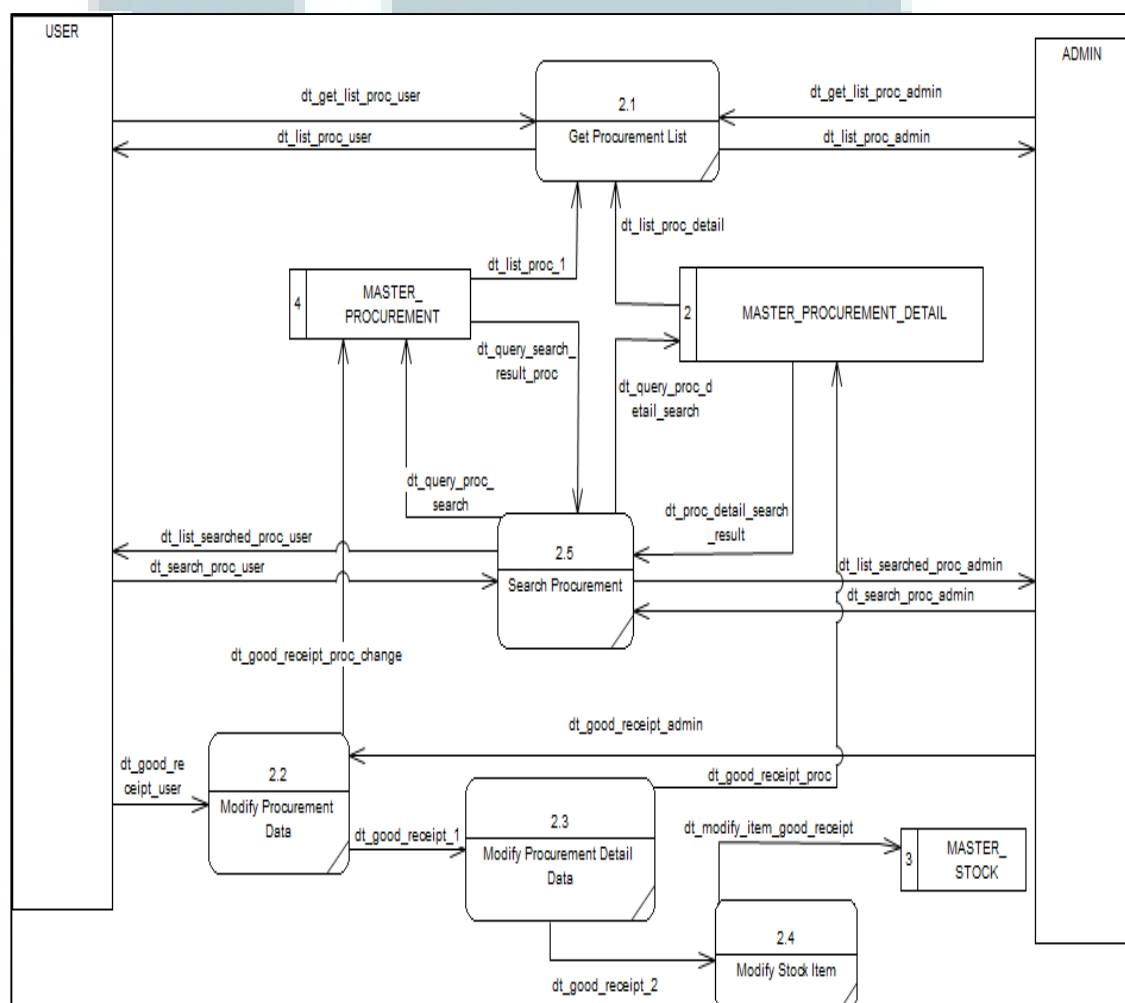 USER
ADMIN
dt_get_list_proc_user
2.1
dt_get_list_proc_admin
dt_list_proc_user
Get Procurement List
dt_list_proc_admin
dt_list_proc_detail
dt_list_proc_1
4
MASTER_
PROCUREMENT
2
MASTER_PROCUREMENT_DETAIL
dt_query_search_
result_proc
dt_query_proc_d
etail_search
dt_query_proc_
search
dt_proc_detail_search
_result
dt_list_searched_proc_user
2.5
dt_search_proc_user
Search Procurement
dt_list_searched_proc_admin
dt_search_proc_admin
dt_good_receipt_proc_change
dt_good_receipt_admin
dt_good_re
ceipt_user
2.2
Modify Procurement
Data
dt_good_receipt_1
2.3
Modify Procurement Detail
Data
dt_good_receipt_proc
dt_modify_item_good_receipt
3
MASTER_
STOCK
2.4
Modify Stock Item
dt_good_receipt_2